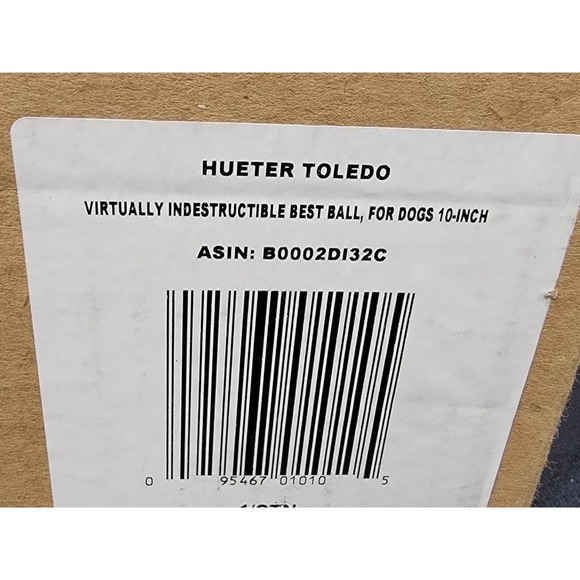 HUETER TOLEDO
VIRTUALLY INDESTRUCTIBLE BEST BALL, FOR DOGS 10-INCH
ASIN: B0002DI32C
0 95467 01010 5